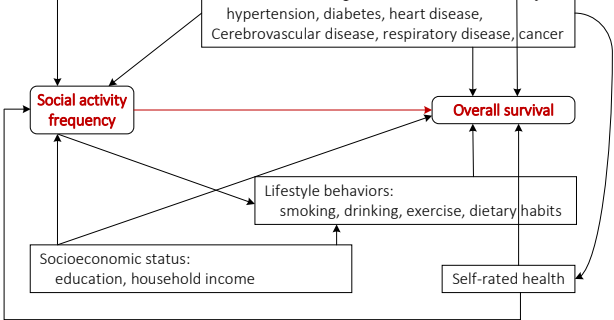 hypertension, diabetes, heart disease,
Cerebrovascular disease, respiratory disease, cancer
Social activity
frequency
Overall survival
Lifestyle behaviors:
smoking, drinking, exercise, dietary habits
Socioeconomic status:
education, household income
Self-rated health